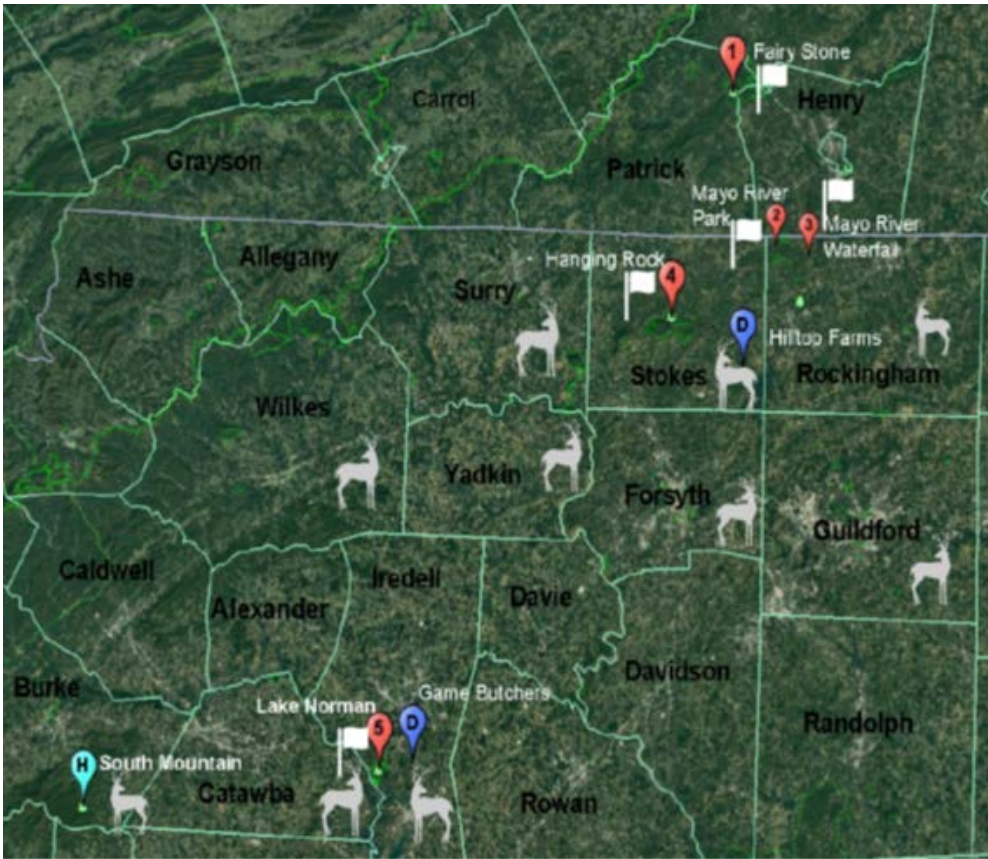 1
Fairy Stone
Carrol
Henry
Grayson
Patrick
Mayo River
Park
2
3
Mayo River
Waterfall
Ashe
Allegany
Hanging Rock
4
Surry
D
Hilltop Farms
Stokes
Rockingham
Wilkes
Yadkin
Forsyth
Guildford
Caldwell
Iredell
Alexander
Davie
Davidson
Burke
Game Butchers
Lake Norman
5
D
Randolph
H
South Mountain
Catawba
Rowan